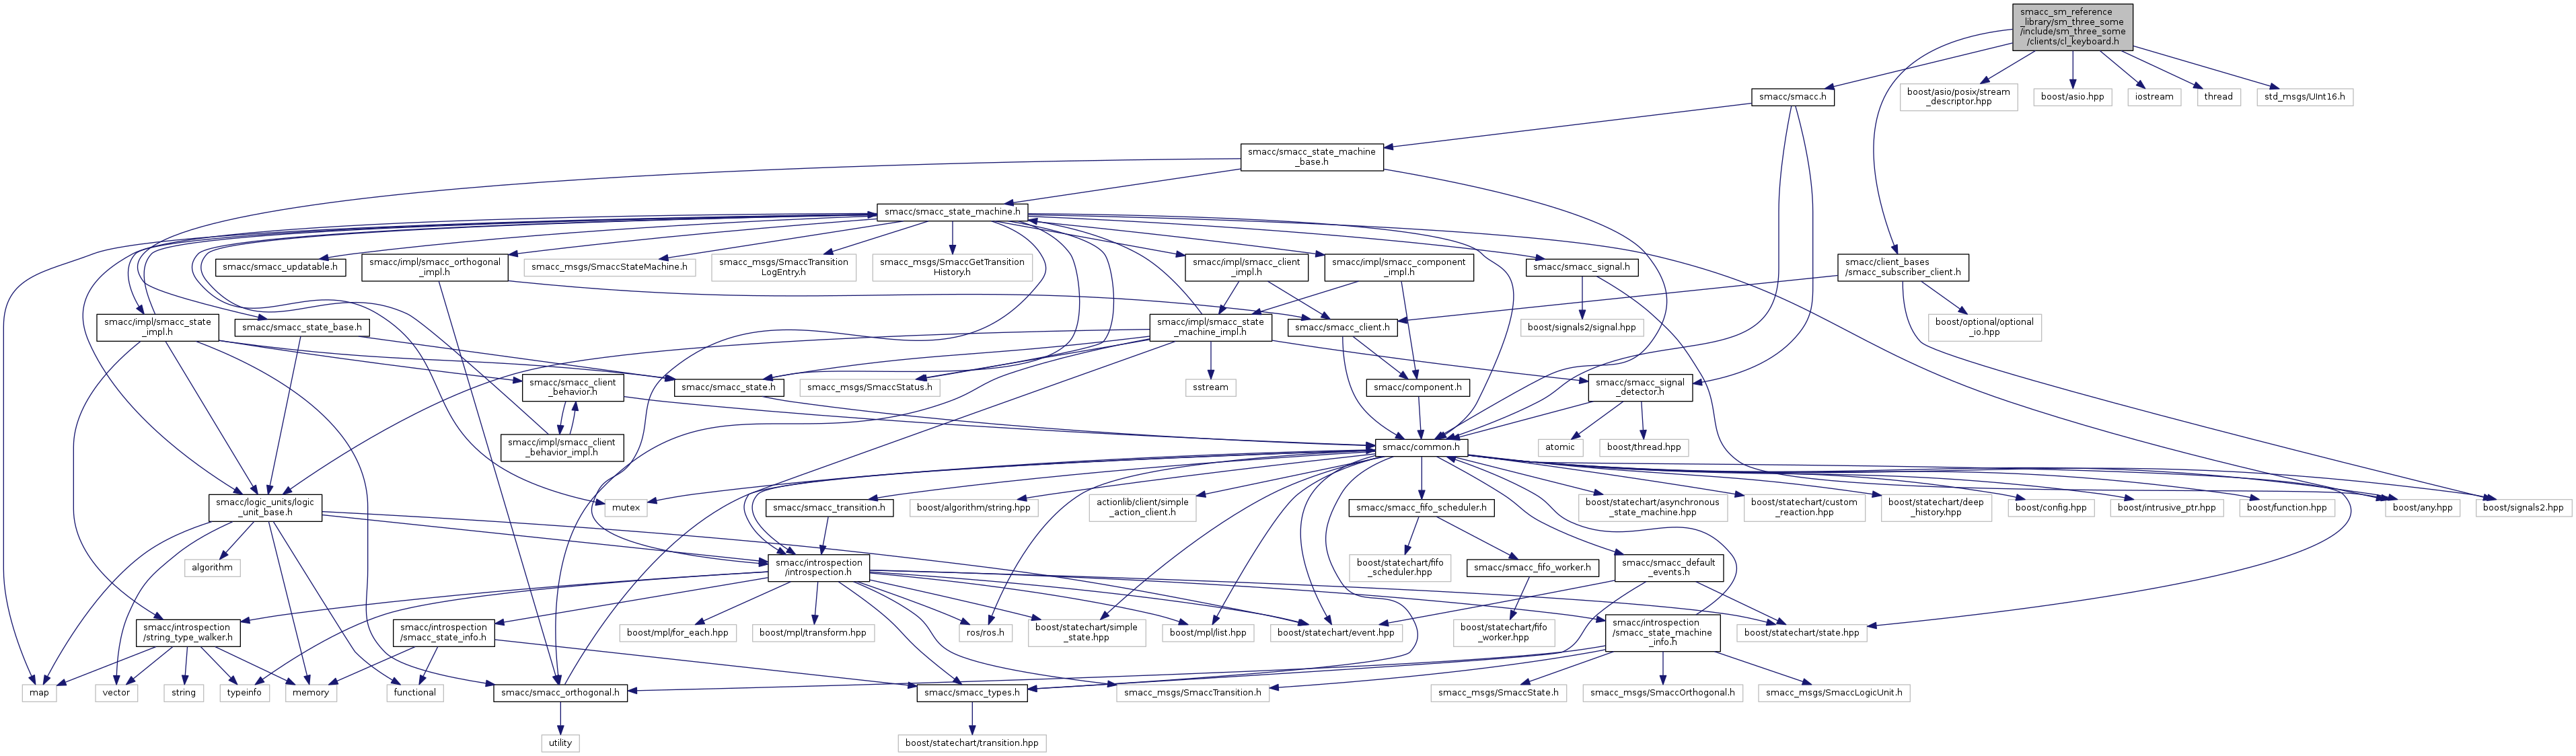 smacc_sm_reference
_library/sm_three_some
/include/sm_three_some
/clients/cl_keyboard.h
smacc/smacc.h
boost/asio/posix/stream
_descriptor.hpp
boost/asio.hpp
iostream
thread
std_msgs/UInt16.h
smacc/smacc_state_machine
_base.h
smacc/smacc_state_machine.h
smacc/smacc_updatable.h
smacc/impl/smacc_orthogonal
_impl.h
smacc_msgs/SmaccStateMachine.h
smacc_msgs/SmaccTransition
LogEntry.h
smacc_msgs/SmaccGetTransition
History.h
smacc/impl/smacc_client
_impl.h
smacc/impl/smacc_component
_impl.h
smacc/smacc_signal.h
smacc/client_bases
/smacc_subscriber_client.h
smacc/impl/smacc_state
_impl.h
smacc/smacc_state_base.h
smacc/impl/smacc_state
_machine_impl.h
smacc/smacc_client.h
boost/signals2/signal.hpp
boost/optional/optional
_io.hpp
smacc/smacc_client
_behavior.h
smacc/smacc_state.h
smacc_msgs/SmaccStatus.h
sstream
smacc/component.h
smacc/smacc_signal
_detector.h
smacc/impl/smacc_client
_behavior_impl.h
smacc/common.h
atomic
boost/thread.hpp
smacc/logic_units/logic
_unit_base.h
mutex
smacc/smacc_transition.h
boost/algorithm/string.hpp
actionlib/client/simple
_action_client.h
smacc/smacc_fifo_scheduler.h
boost/statechart/asynchronous
_state_machine.hpp
boost/statechart/custom
_reaction.hpp
boost/statechart/deep
_history.hpp
boost/config.hpp
boost/intrusive_ptr.hpp
boost/function.hpp
boost/any.hpp
boost/signals2.hpp
algorithm
smacc/introspection
/introspection.h
boost/statechart/fifo
_scheduler.hpp
smacc/smacc_fifo_worker.h
smacc/smacc_default
_events.h
smacc/introspection
/string_type_walker.h
smacc/introspection
/smacc_state_info.h
boost/mpl/for_each.hpp
boost/mpl/transform.hpp
ros/ros.h
boost/statechart/simple
_state.hpp
boost/mpl/list.hpp
boost/statechart/event.hpp
boost/statechart/fifo
_worker.hpp
smacc/introspection
/smacc_state_machine
_info.h
boost/statechart/state.hpp
map
vector
string
typeinfo
memory
functional
smacc/smacc_orthogonal.h
smacc/smacc_types.h
smacc_msgs/SmaccTransition.h
smacc_msgs/SmaccState.h
smacc_msgs/SmaccOrthogonal.h
smacc_msgs/SmaccLogicUnit.h
utility
boost/statechart/transition.hpp